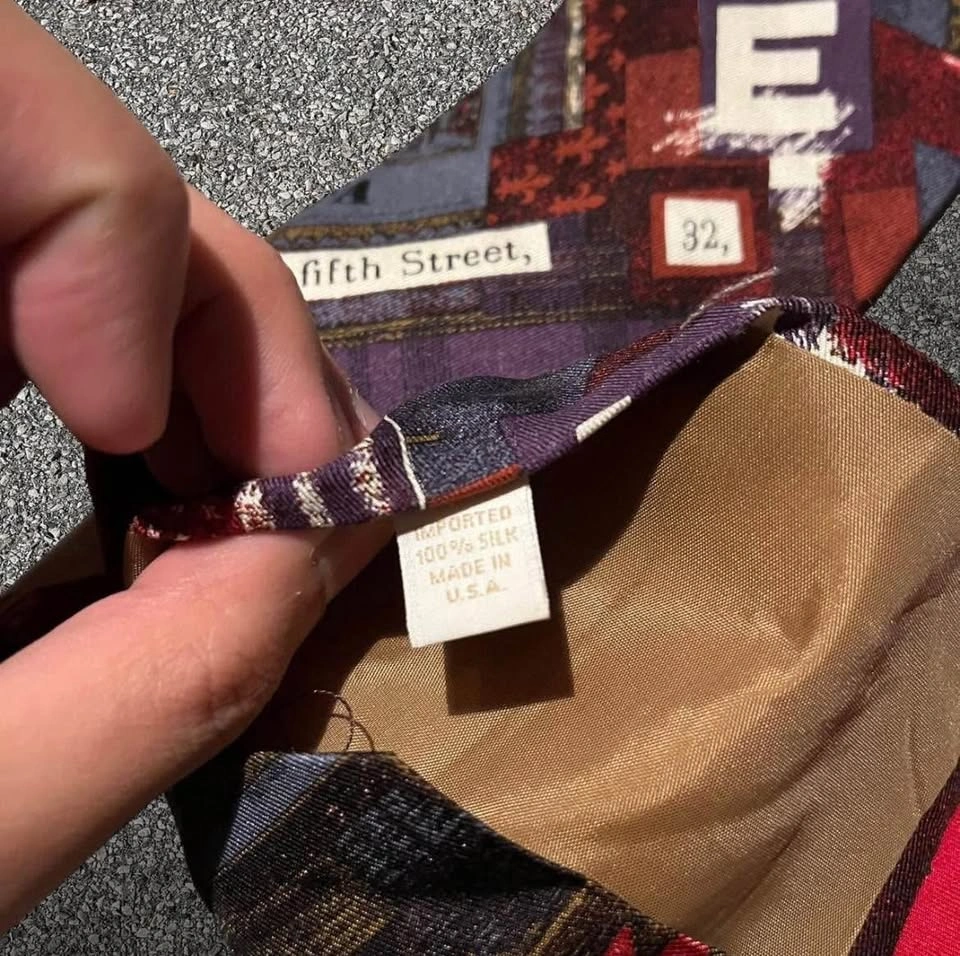 E
fifth Street,
32,
IMPORTED
100% SILK
MADE IN
U.S.A.